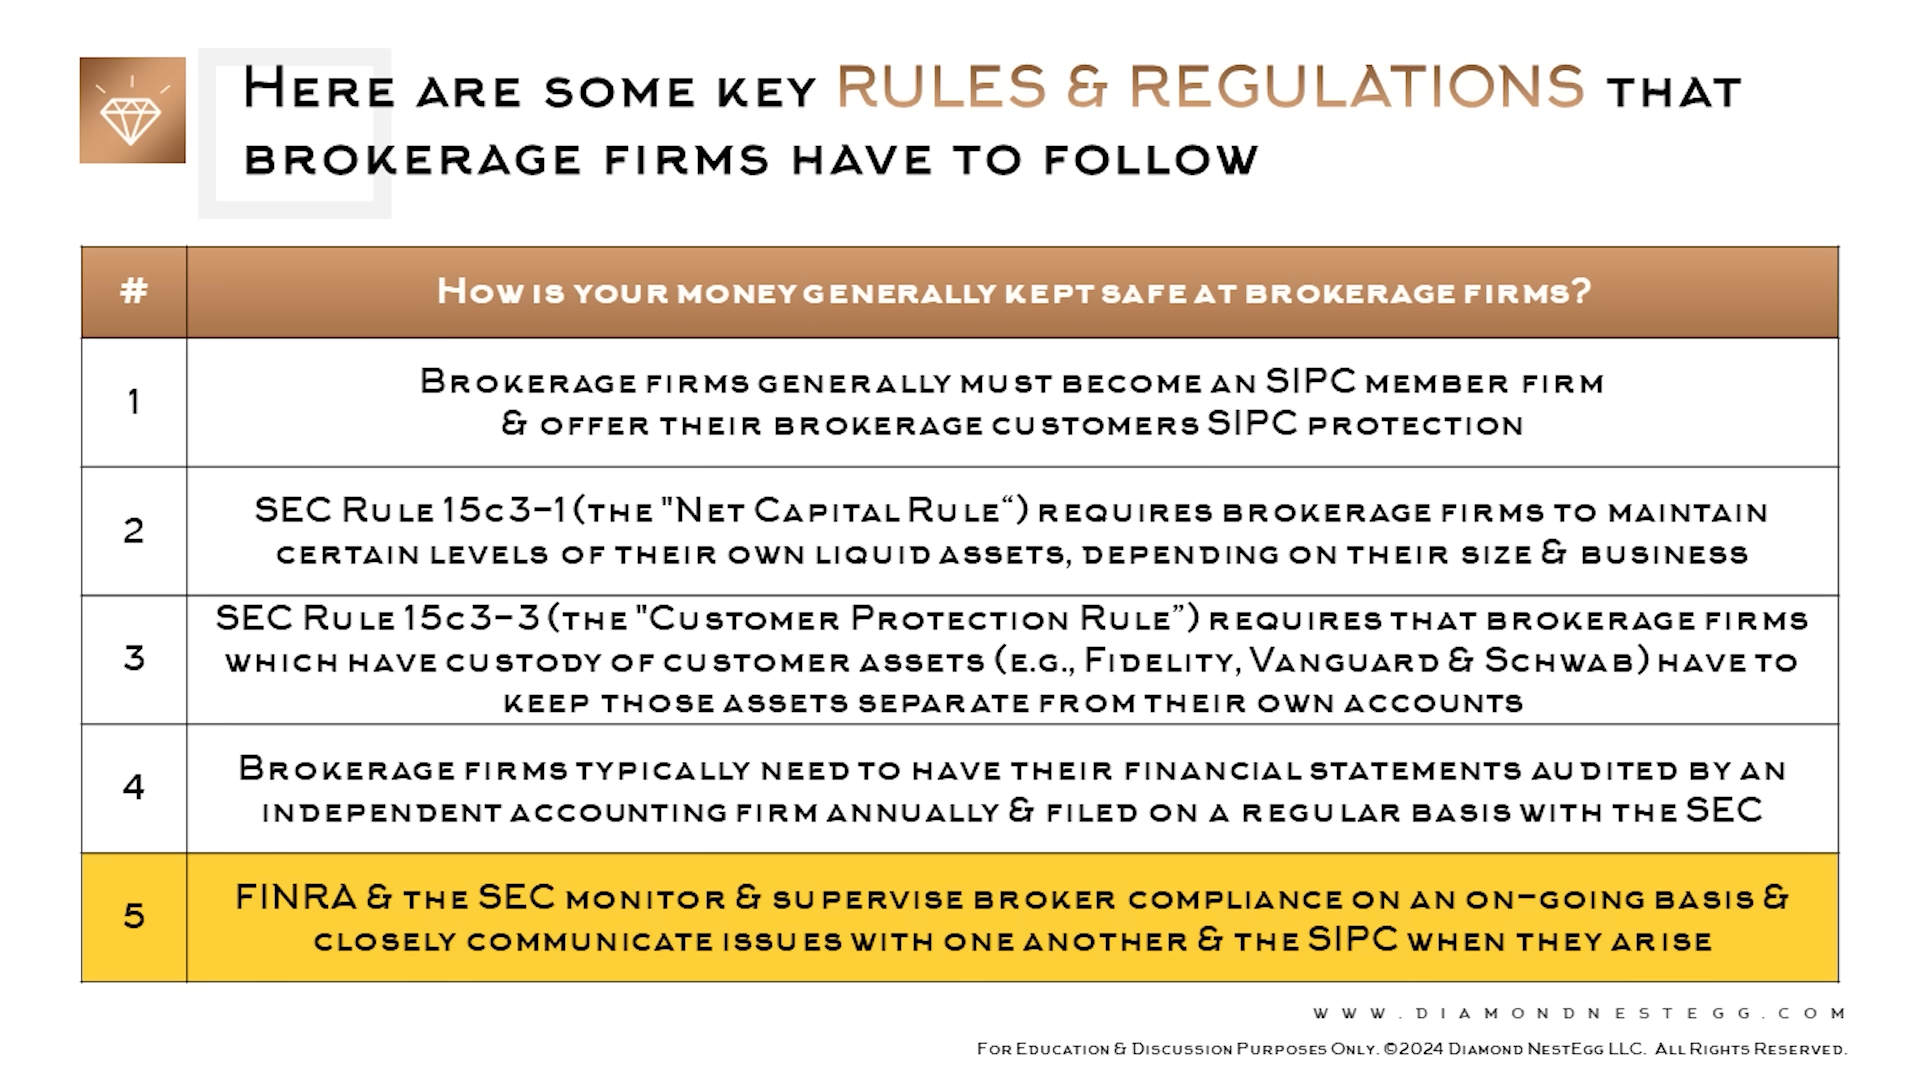 Here are some key RULES & REGULATIONS that
brokerage firms have to follow
#
How is your money generally kept safe at brokerage firms?
1
Brokerage firms generally must become an SIPC member firm
& offer their brokerage customers SIPC protection
2
SEC Rule 15c3-1 (the "Net Capital Rule“) requires brokerage firms to maintain
certain levels of their own liquid assets, depending on their size & business
3
SEC Rule 15c3-3 (the "Customer Protection Rule”) requires that brokerage firms
which have custody of customer assets (e.g., Fidelity, Vanguard & Schwab) have to
keep those assets separate from their own accounts
4
Brokerage firms typically need to have their financial statements audited by an
independent accounting firm annually & filed on a regular basis with the SEC
5
FINRA & the SEC monitor & supervise broker compliance on an on-going basis &
closely communicate issues with one another & the SIPC when they arise
www.diamondnestegg.com
For Education & Discussion Purposes Only. ©2024 Diamond NestEgg LLC. All Rights Reserved.